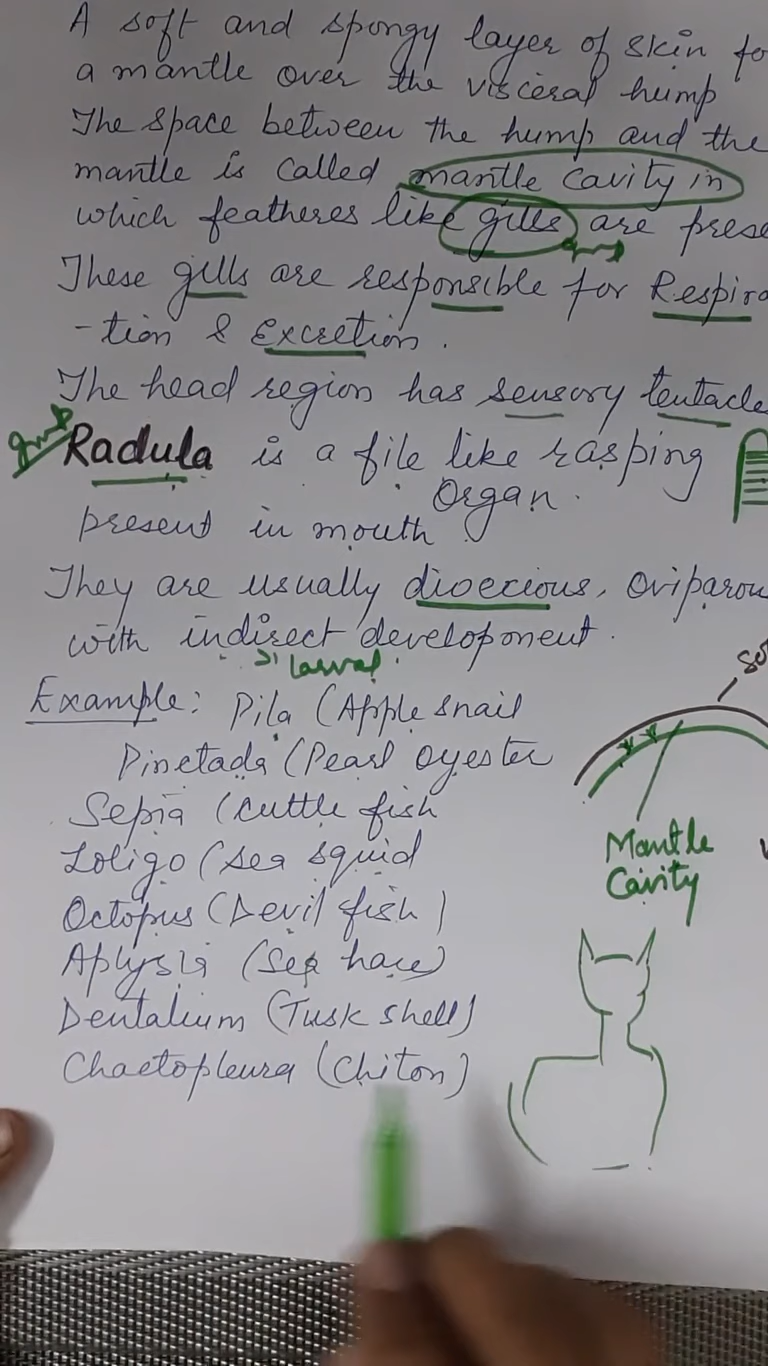 A soft and spongy layer of skin fo
a mantle over the visceral hump
The space between the hump and the
mantle is called mantle cavity in
which featheres like gills are prese
These gills are responsible for Respira
-tion & Excretion.
The head region has sensory tentacle
Radula is a file like rasping
Organ.
present in mouth
They are usually dioecious, oviparou
with indirect development.
larval.
so
Example: Pila (Apple snail
Pinctada (Pearl oyester
Sepia (cuttle fish
Loligo (sea squid
Mantle
Cavity
Octopus (Devil fish)
Aplysia (Sea hare)
Dentalium (Tusk shell)
Chaetopleura (Chiton)